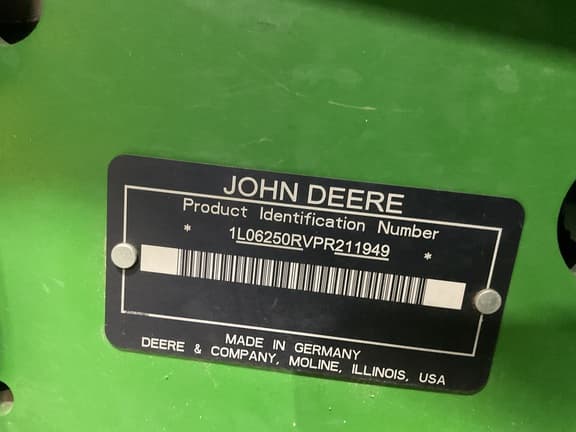 JOHN DEERE
Product Identification Number
* 1L06250RVPR211949 *
MADE IN GERMANY
DEERE & COMPANY, MOLINE, ILLINOIS, USA